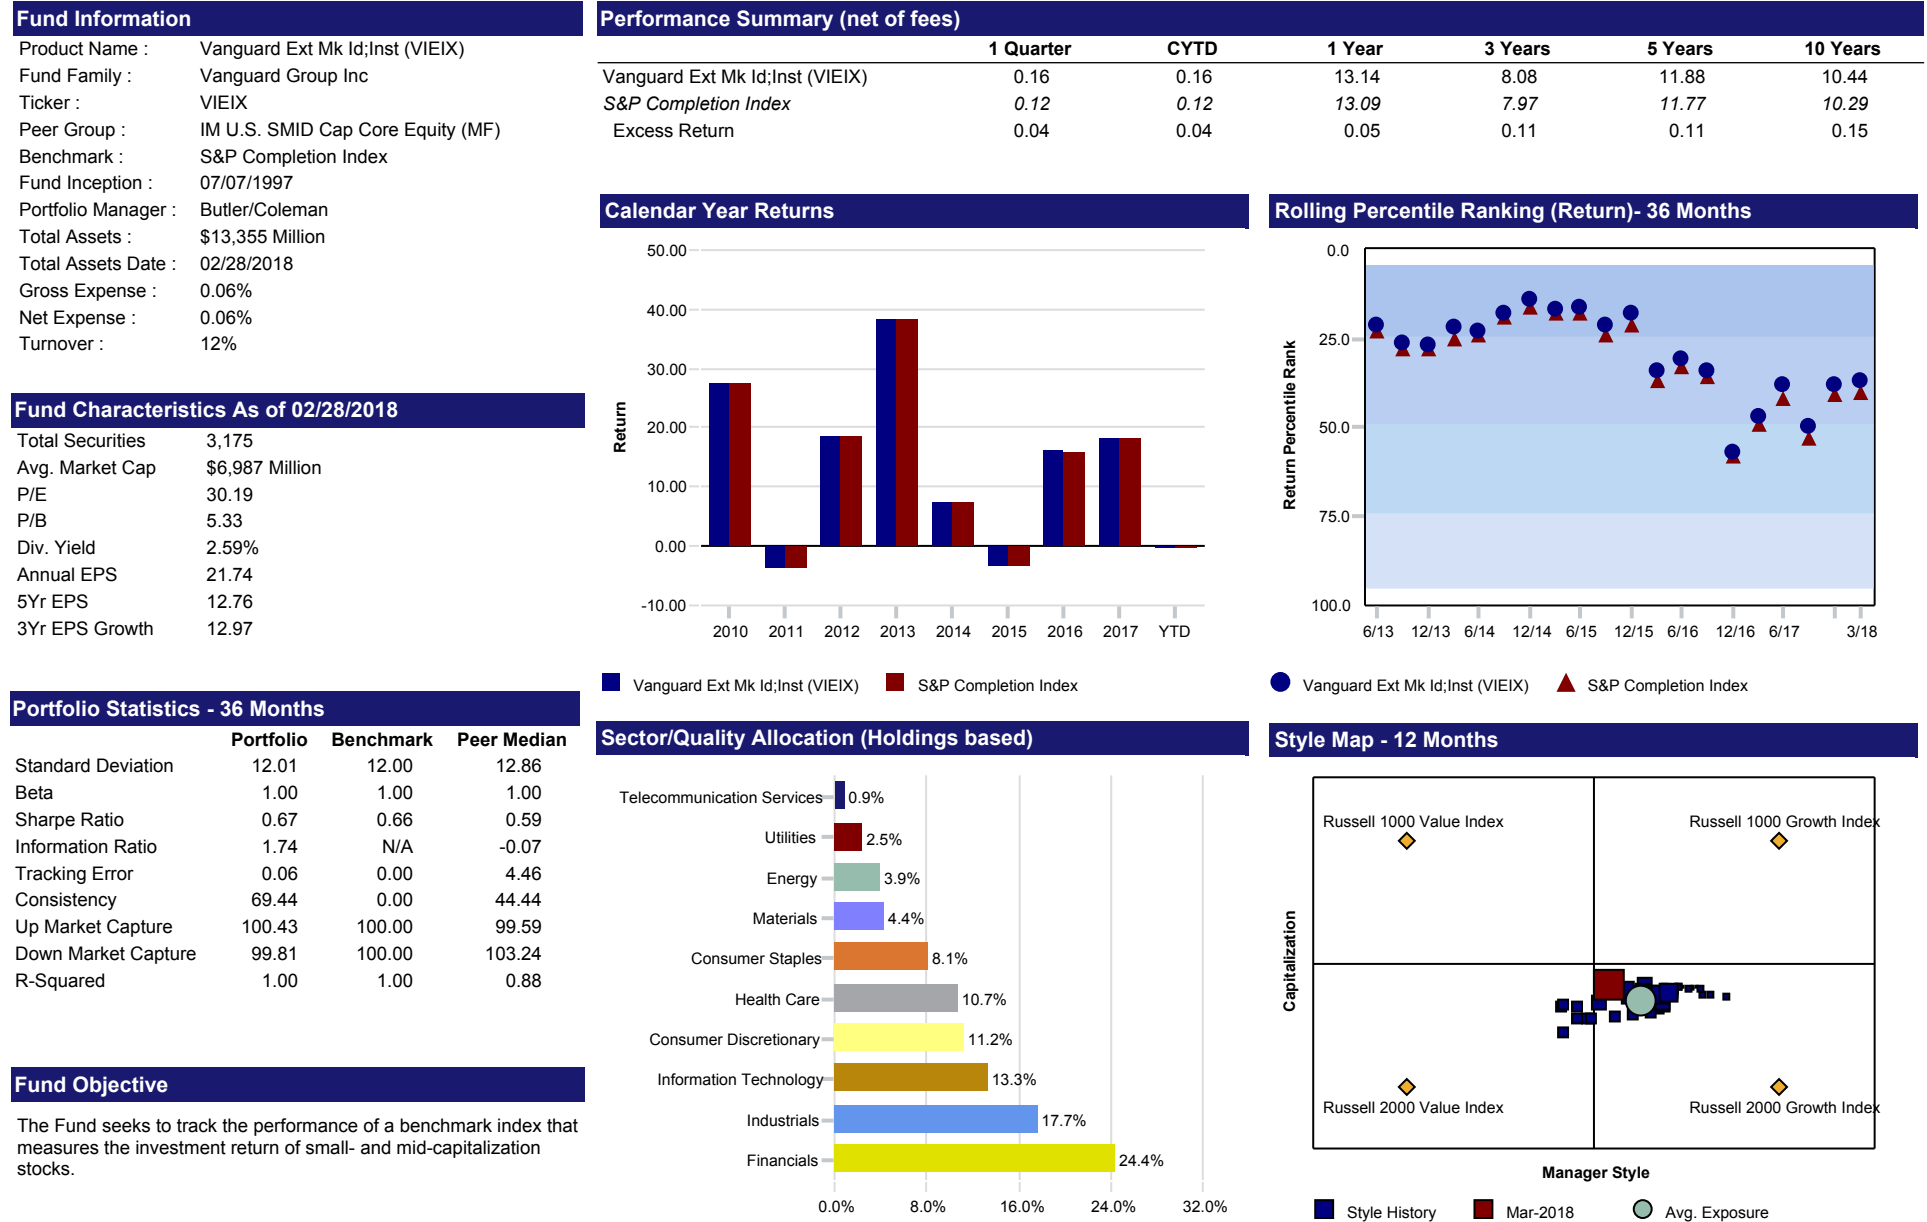 Fund Information
Product Name : Vanguard Ext Mk Id;Inst (VIEIX)
Fund Family : Vanguard Group Inc
Ticker : VIEIX
Peer Group : IM U.S. SMID Cap Core Equity (MF)
Benchmark : S&P Completion Index
Fund Inception : 07/07/1997
Portfolio Manager : Butler/Coleman
Total Assets : $13,355 Million
Total Assets Date : 02/28/2018
Gross Expense : 0.06%
Net Expense : 0.06%
Turnover : 12%
Fund Characteristics As of 02/28/2018
Total Securities 3,175
Avg. Market Cap $6,987 Million
P/E 30.19
P/B 5.33
Div. Yield 2.59%
Annual EPS 21.74
5Yr EPS 12.76
3Yr EPS Growth 12.97
Portfolio Statistics - 36 Months
Portfolio Benchmark Peer Median
Standard Deviation 12.01 12.00 12.86
Beta 1.00 1.00 1.00
Sharpe Ratio 0.67 0.66 0.59
Information Ratio 1.74 N/A -0.07
Tracking Error 0.06 0.00 4.46
Consistency 69.44 0.00 44.44
Up Market Capture 100.43 100.00 99.59
Down Market Capture 99.81 100.00 103.24
R-Squared 1.00 1.00 0.88
Fund Objective
The Fund seeks to track the performance of a benchmark index that
measures the investment return of small- and mid-capitalization
stocks.
Performance Summary (net of fees)
1 Quarter CYTD 1 Year 3 Years 5 Years 10 Years
Vanguard Ext Mk Id;Inst (VIEIX) 0.16 0.16 13.14 8.08 11.88 10.44
S&P Completion Index 0.12 0.12 13.09 7.97 11.77 10.29
Excess Return 0.04 0.04 0.05 0.11 0.11 0.15
Calendar Year Returns
50.00
40.00
30.00
20.00
10.00
0.00
-10.00
Return
2010 2011 2012 2013 2014 2015 2016 2017 YTD
Vanguard Ext Mk Id;Inst (VIEIX) S&P Completion Index
Rolling Percentile Ranking (Return)- 36 Months
0.0
25.0
50.0
75.0
100.0
Return Percentile Rank
6/13 12/13 6/14 12/14 6/15 12/15 6/16 12/16 6/17 3/18
Vanguard Ext Mk Id;Inst (VIEIX) S&P Completion Index
Sector/Quality Allocation (Holdings based)
Telecommunication Services 0.9%
Utilities 2.5%
Energy 3.9%
Materials 4.4%
Consumer Staples 8.1%
Health Care 10.7%
Consumer Discretionary 11.2%
Information Technology 13.3%
Industrials 17.7%
Financials 24.4%
0.0% 8.0% 16.0% 24.0% 32.0%
Style Map - 12 Months
Russell 1000 Value Index Russell 1000 Growth Index
Capitalization
Russell 2000 Value Index Russell 2000 Growth Index
Manager Style
Style History Mar-2018 Avg. Exposure